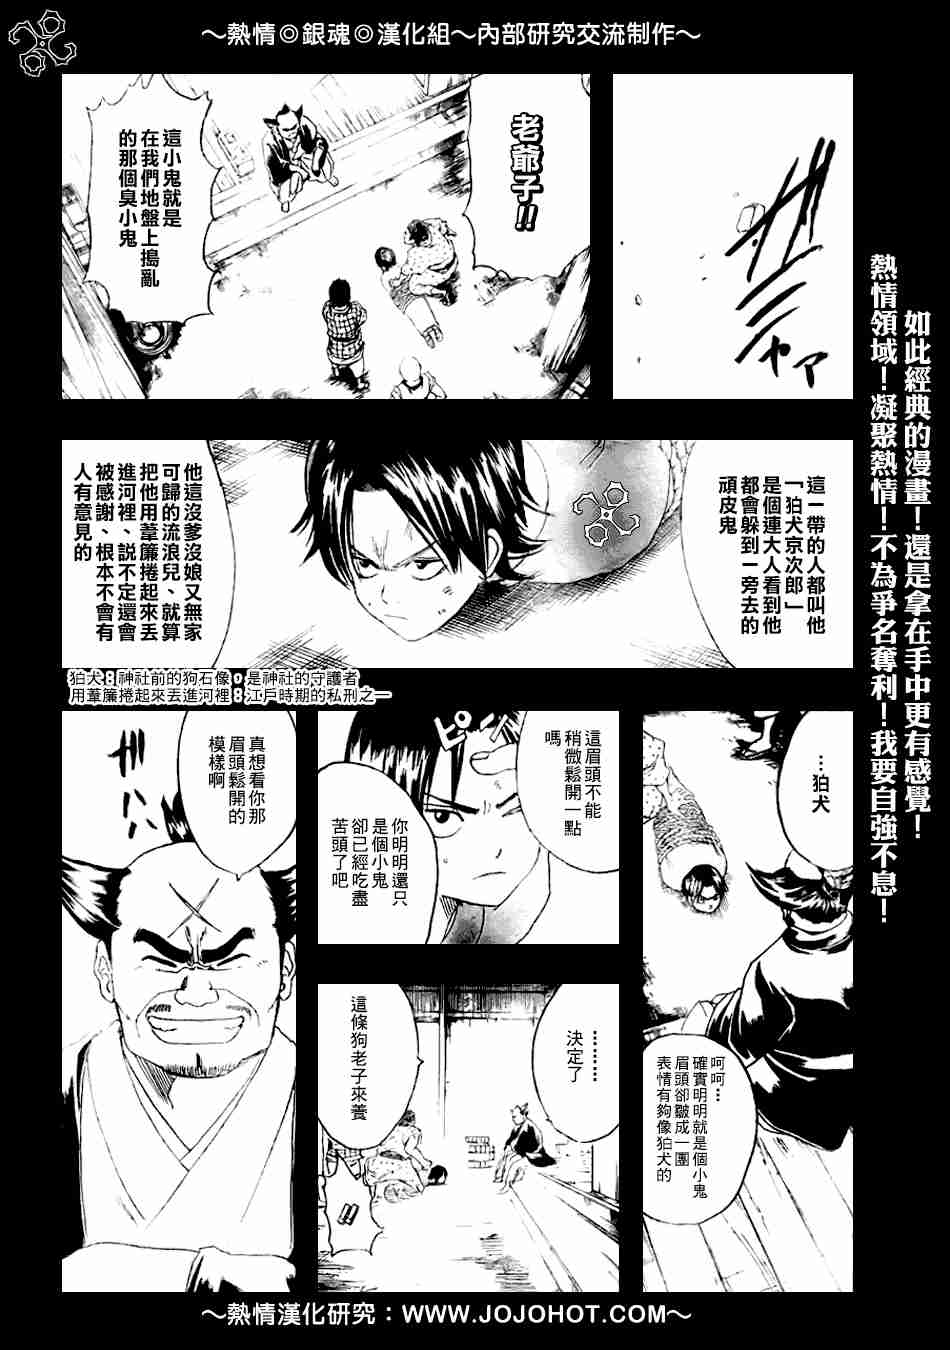 ～熱情◎銀魂◎漢化組～內部研究交流制作～
如此經典的漫畫！還是拿在手中更有感覺！
熱情領域！凝聚熱情！不為爭名奪利！我要自強不息！
老爺子!!
這小鬼就是
在我們地盤上搗亂
的那個臭小鬼
這一帶的人都叫他
「狛犬京次郎」
是個連大人看到他
都會躲到一旁去的
頑皮鬼
他這沒爹沒娘又無家
可歸的流浪兒、就算
把他用葦簾捲起來丟
進河裡、説不定還會
被感謝、根本不會有
人有意見的
狛犬：神社前的狗石像。是神社的守護者
用葦簾捲起來丟進河裡：江戶時期的私刑之一
…狛犬
呵呵…
確實明明就是個小鬼
眉頭卻皺成一團
表情有夠像狛犬的
這眉頭不能
稍微鬆開一點
嗎
你明明還只
是個小鬼
卻已經吃盡
苦頭了吧
………
決定了
這條狗老子來養
!!
真想看你那
眉頭鬆開的
模樣啊
～熱情漢化研究：WWW.JOJOHOT.COM～